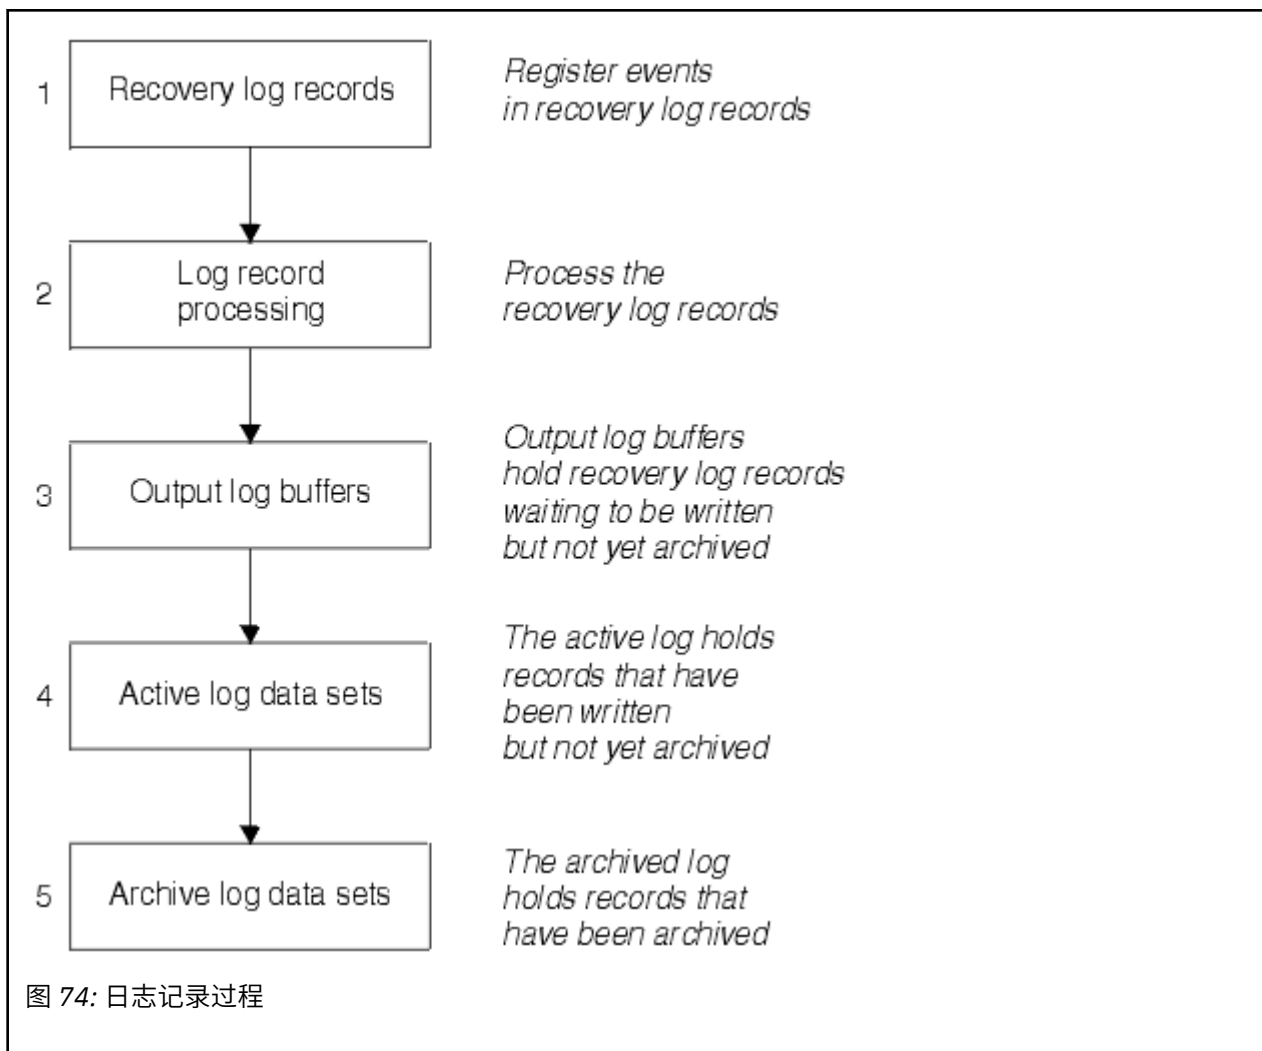 1
Recovery log records
Register events
in recovery log records
2
Log record
processing
Process the
recovery log records
3
Output log buffers
Output log buffers
hold recovery log records
waiting to be written
but not yet archived
4
Active log data sets
The active log holds
records that have
been written
but not yet archived
5
Archive log data sets
The archived log
holds records that
have been archived
图 74: 日志记录过程